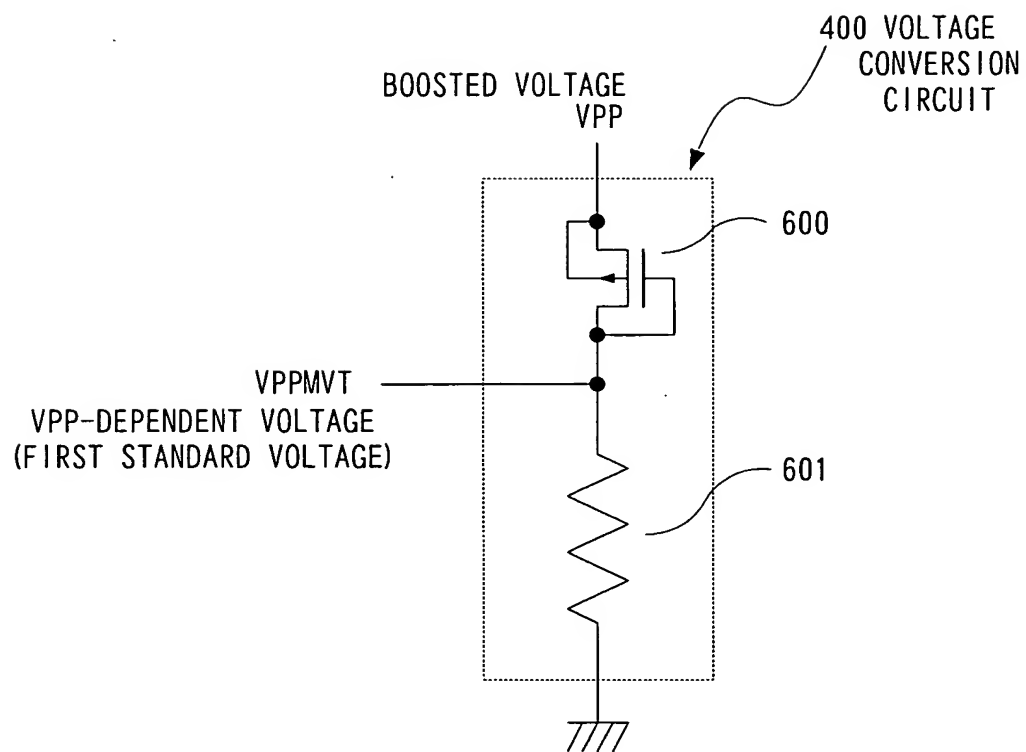 400 VOLTAGE
CONVERSION
CIRCUIT
BOOSTED VOLTAGE
VPP
600
VPPMVT
VPP-DEPENDENT VOLTAGE
(FIRST STANDARD VOLTAGE)
601